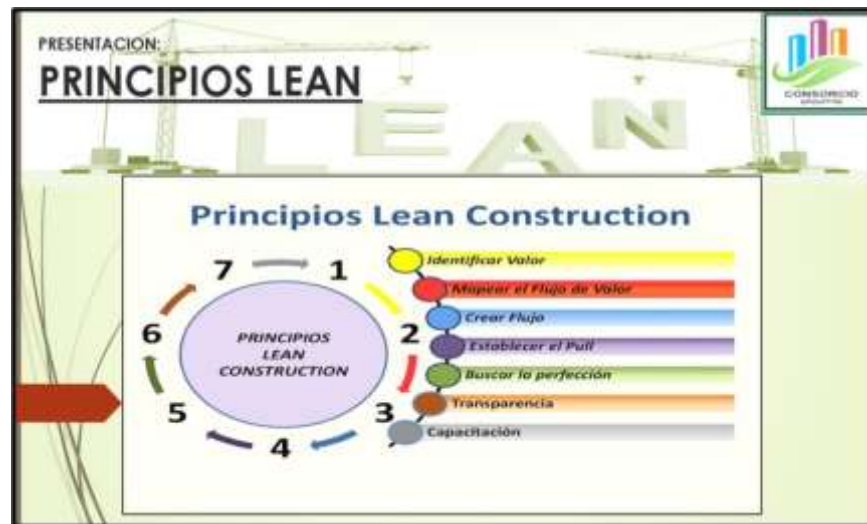 PRESENTACION:
PRINCIPIOS LEAN
LEAN
CONSORCIO
Principios Lean Construction
7
1
6
2
5
3
4
PRINCIPIOS
LEAN
CONSTRUCTION
Identificar Valor
Mapear el Flujo de Valor
Crear Flujo
Establecer el Pull
Buscar la perfección
Transparencia
Capacitación